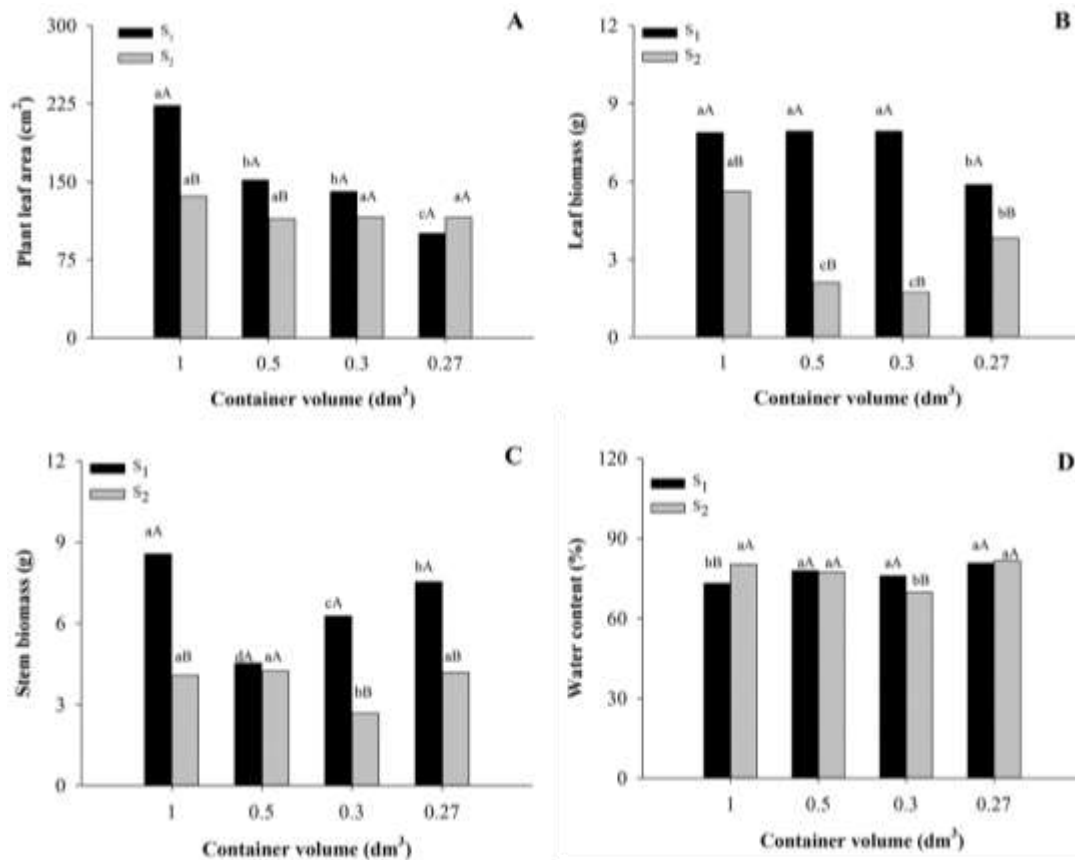 A
S1
S2
300
225
150
75
0
Plant leaf area (cm²)
aA
aB
bA
aB
bA
aA
cA
aA
1 0.5 0.3 0.27
Container volume (dm³)
B
S1
S2
12
9
6
3
0
Leaf biomass (g)
aA
aB
aA
cB
aA
cB
bA
bB
1 0.5 0.3 0.27
Container volume (dm³)
C
S1
S2
12
9
6
3
0
Stem biomass (g)
aA
aB
dA
aA
cA
bB
bA
aB
1 0.5 0.3 0.27
Container volume (dm³)
D
S1
S2
120
90
60
30
0
Water content (%)
bB
aA
aA
aA
aA
bB
aA
aA
1 0.5 0.3 0.27
Container volume (dm³)